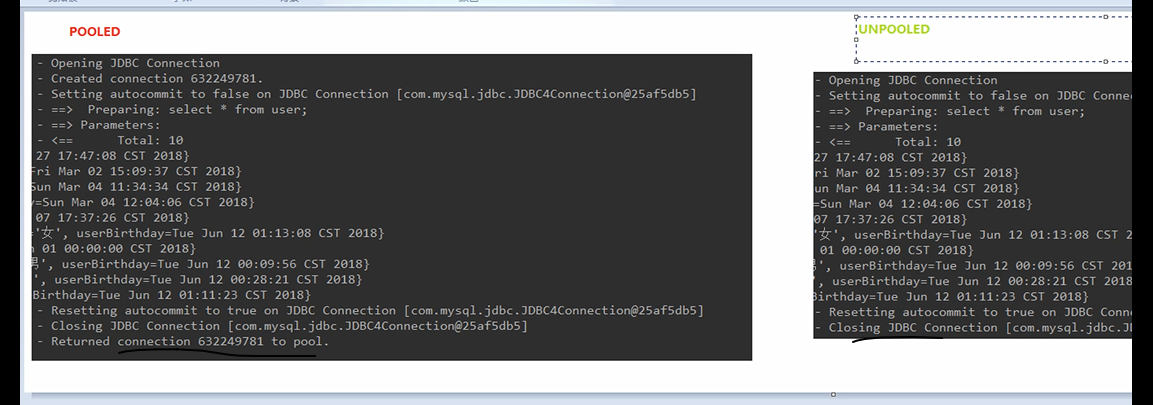 POOLED
- Opening JDBC Connection
- Created connection 632249781.
- Setting autocommit to false on JDBC Connection [com.mysql.jdbc.JDBC4Connection@25af5db5]
- ==>  Preparing: select * from user;
- ==> Parameters:
- <==      Total: 10
27 17:47:08 CST 2018}
Fri Mar 02 15:09:37 CST 2018}
Sun Mar 04 11:34:34 CST 2018}
=Sun Mar 04 12:04:06 CST 2018}
07 17:37:26 CST 2018}
'女', userBirthday=Tue Jun 12 01:13:08 CST 2018}
01 00:00:00 CST 2018}
男', userBirthday=Tue Jun 12 00:09:56 CST 2018}
', userBirthday=Tue Jun 12 00:28:21 CST 2018}
Birthday=Tue Jun 12 01:11:23 CST 2018}
- Resetting autocommit to true on JDBC Connection [com.mysql.jdbc.JDBC4Connection@25af5db5]
- Closing JDBC Connection [com.mysql.jdbc.JDBC4Connection@25af5db5]
- Returned connection 632249781 to pool.
UNPOOLED
- Opening JDBC Connection
- Setting autocommit to false on JDBC Conne
- ==>  Preparing: select * from user;
- ==> Parameters:
- <==      Total: 10
27 17:47:08 CST 2018}
ri Mar 02 15:09:37 CST 2018}
un Mar 04 11:34:34 CST 2018}
=Sun Mar 04 12:04:06 CST 2018}
07 17:37:26 CST 2018}
'女', userBirthday=Tue Jun 12 01:13:08 CST 2
01 00:00:00 CST 2018}
', userBirthday=Tue Jun 12 00:09:56 CST 201
', userBirthday=Tue Jun 12 00:28:21 CST 2018
Birthday=Tue Jun 12 01:11:23 CST 2018}
- Resetting autocommit to true on JDBC Conn
- Closing JDBC Connection [com.mysql.jdbc.J